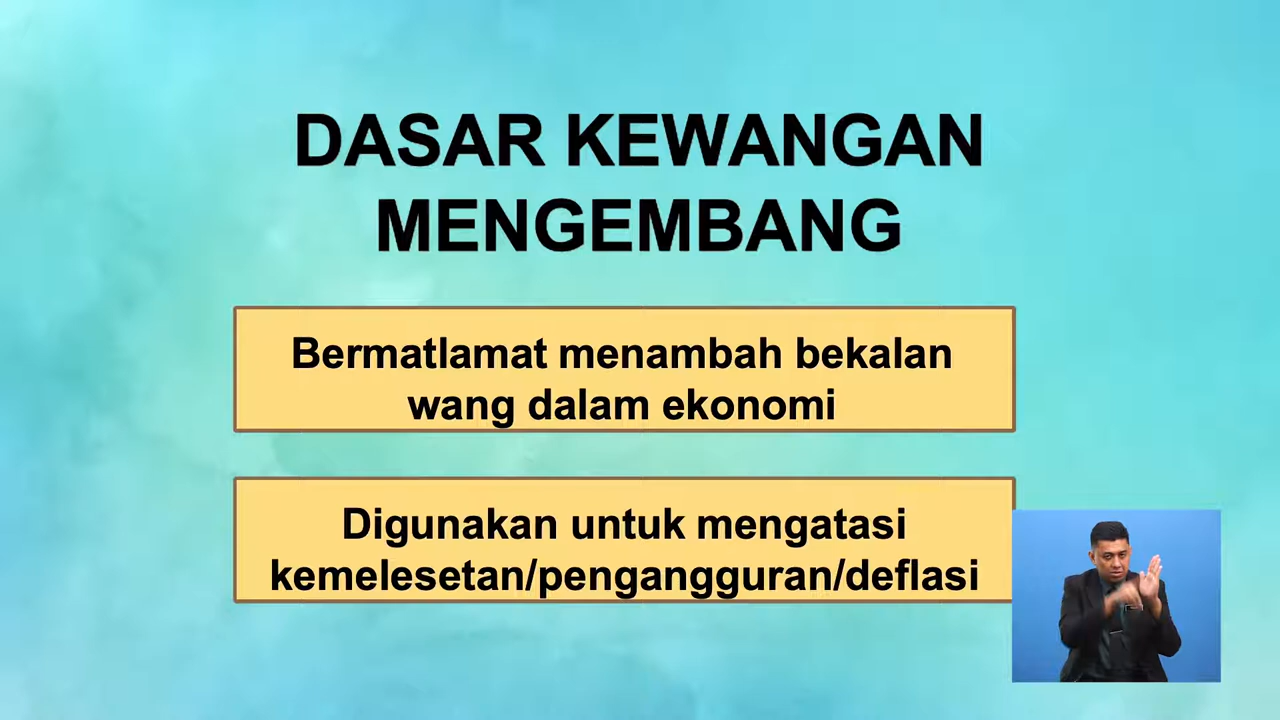 DASAR KEWANGAN
MENGEMBANG
Bermatlamat menambah bekalan
wang dalam ekonomi
Digunakan untuk mengatasi
kemelesetan/pengangguran/deflasi